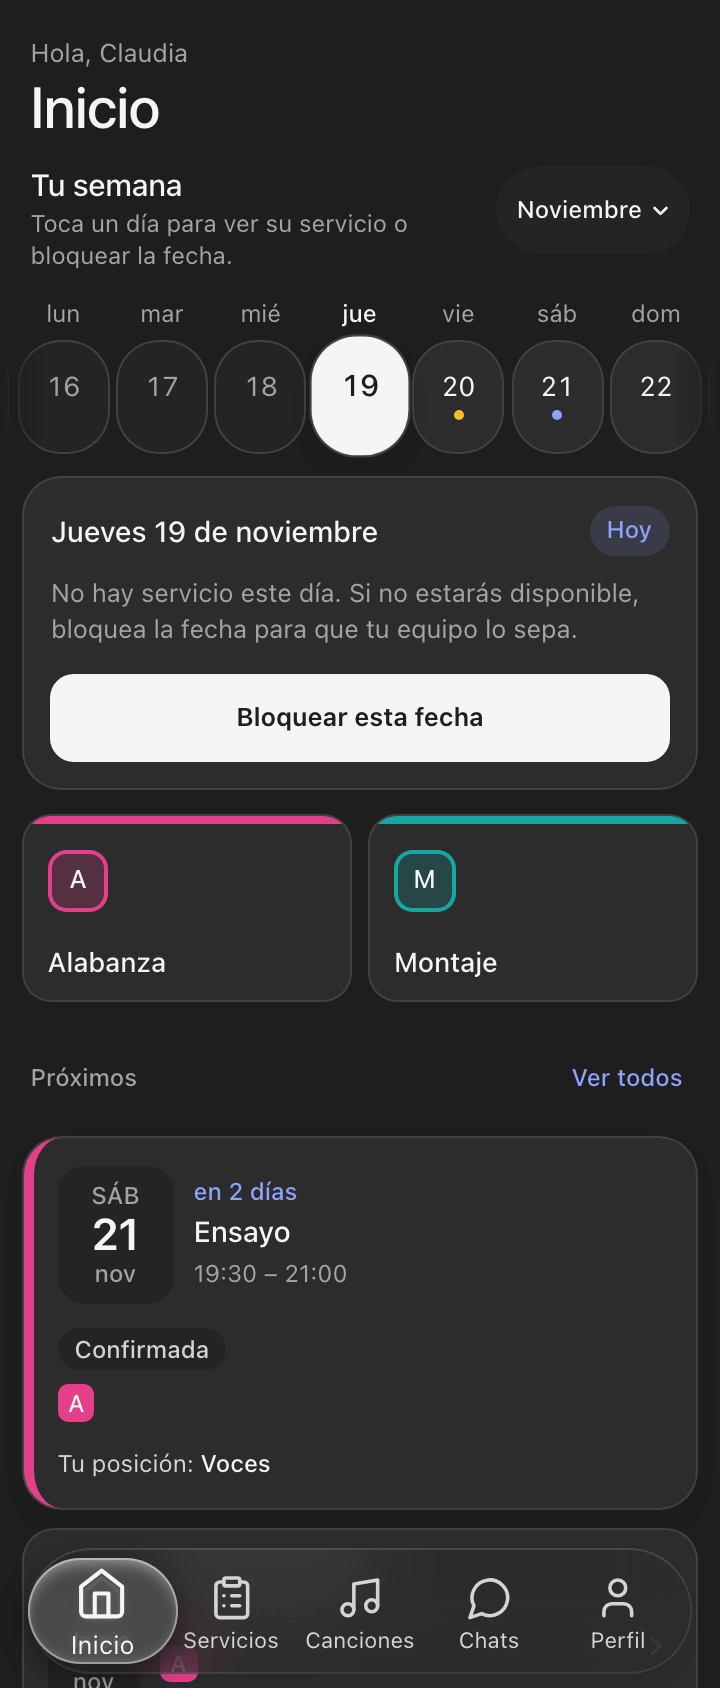 Hola, Claudia
Inicio
Tu semana
Toca un día para ver su servicio o
bloquear la fecha.
Noviembre
lun mar mié jue vie sáb dom
16 17 18 19 20 21 22
Jueves 19 de noviembre
Hoy
No hay servicio este día. Si no estarás disponible,
bloquea la fecha para que tu equipo lo sepa.
Bloquear esta fecha
A
Alabanza
M
Montaje
Próximos
Ver todos
SÁB
21
nov
en 2 días
Ensayo
19:30 – 21:00
Confirmada
A
Tu posición: Voces
Inicio Servicios Canciones Chats Perfil
A
nov